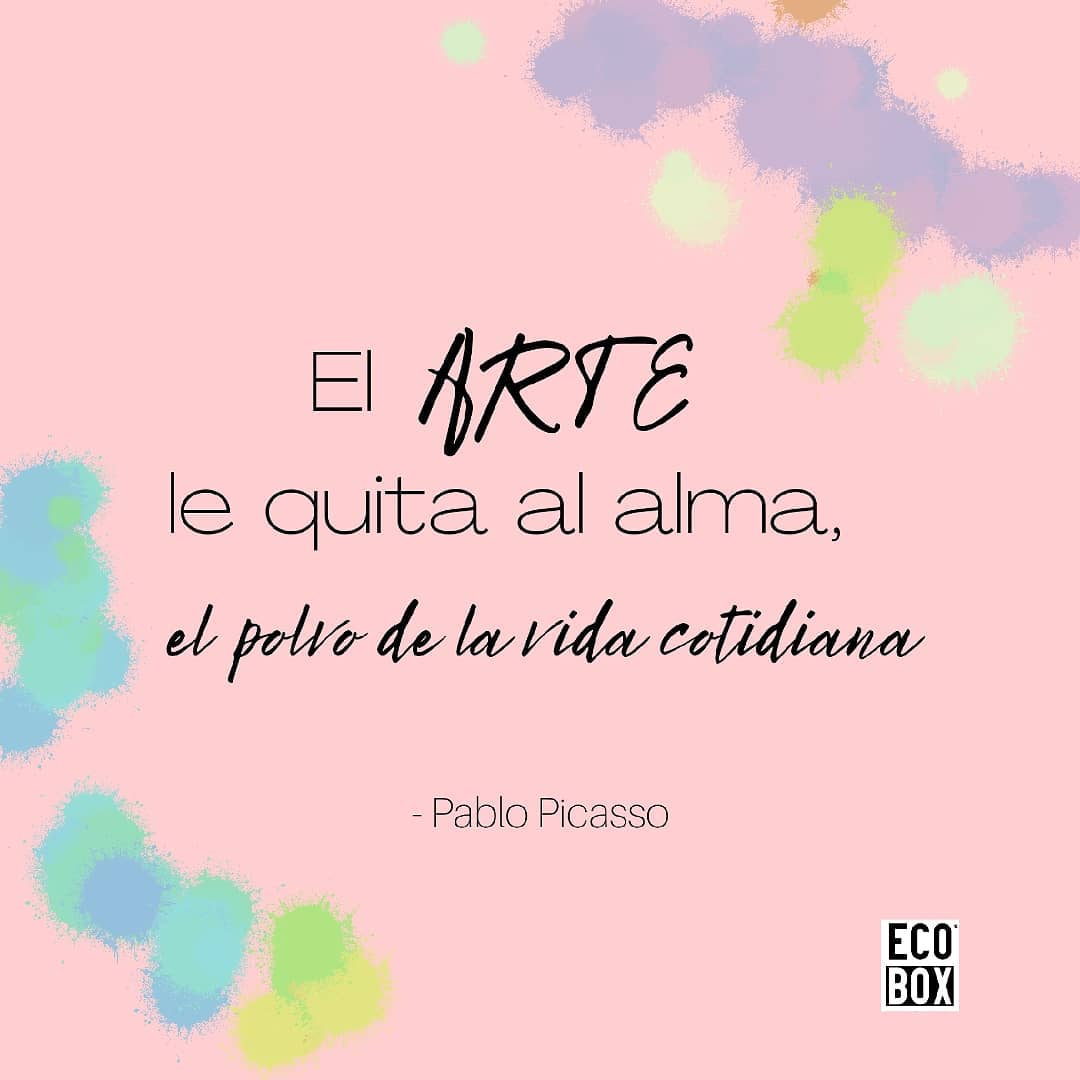 El ARTE
le quita al alma,
el polvo de la vida cotidiana
- Pablo Picasso
ECO
BOX